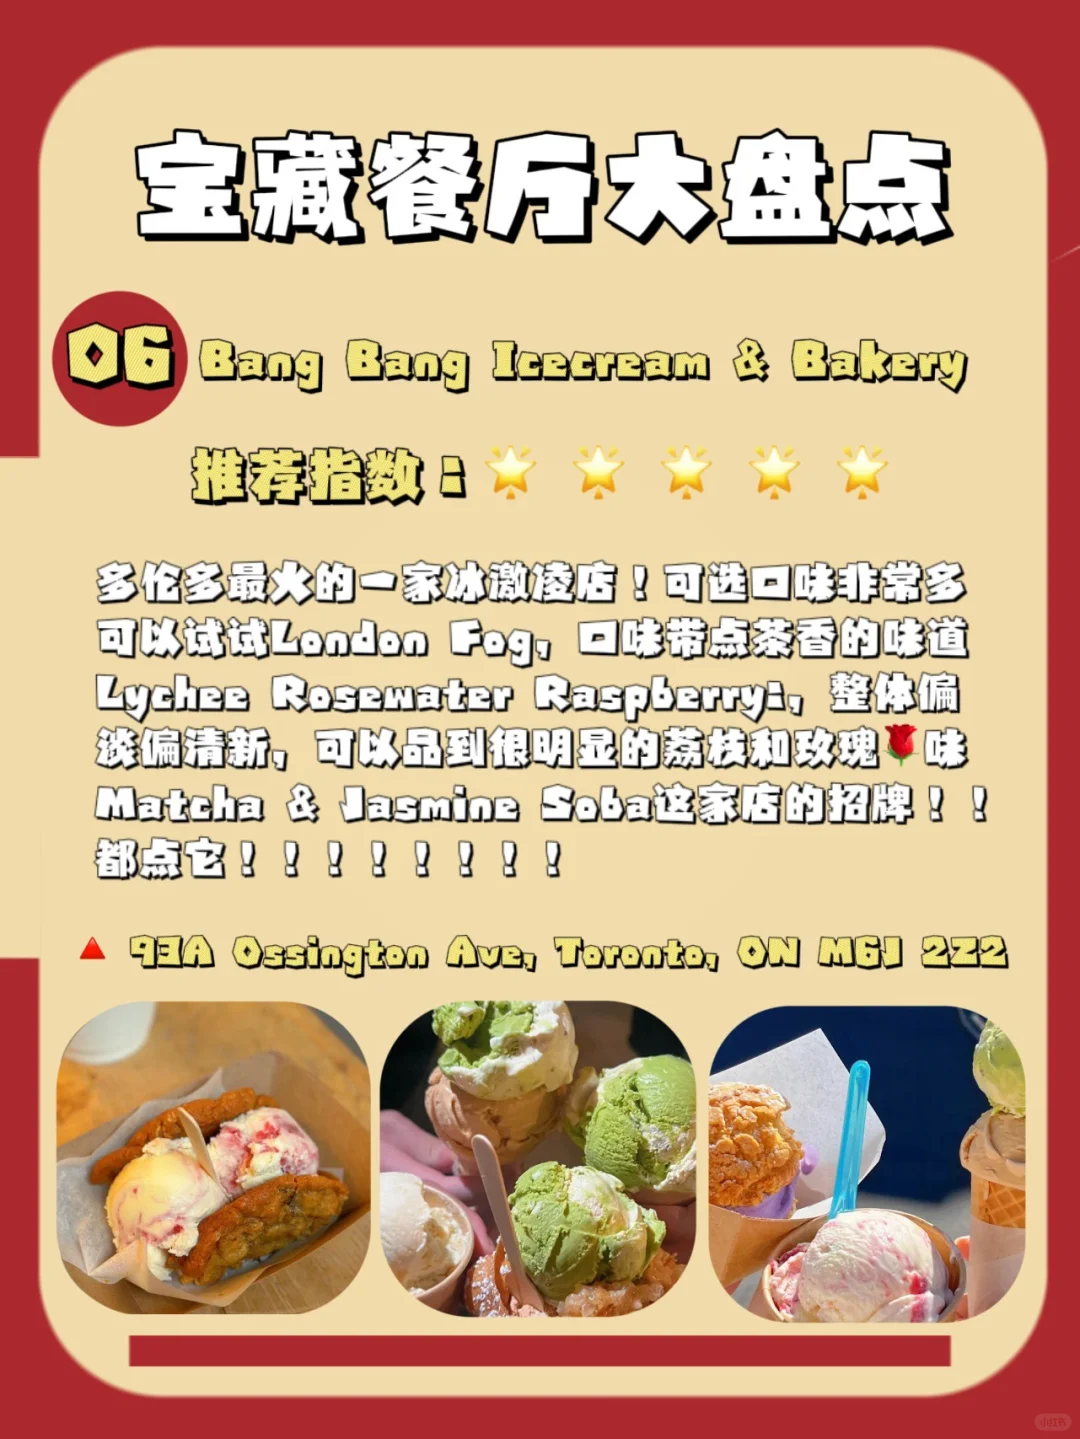 宝藏餐厅大盘点
06 Bang Bang Icecream & Bakery
推荐指数：🌟 🌟 🌟 🌟 🌟
多伦多最火的一家冰激凌店！可选口味非常多
可以试试London Fog，口味带点茶香的味道
Lychee Rosewater Raspberry:，整体偏
淡偏清新，可以品到很明显的荔枝和玫瑰🌹味
Matcha & Jasmine Soba这家店的招牌！！
都点它！！！！！！！！
🔺 93A Ossington Ave, Toronto, ON M6J 2Z2
小红书